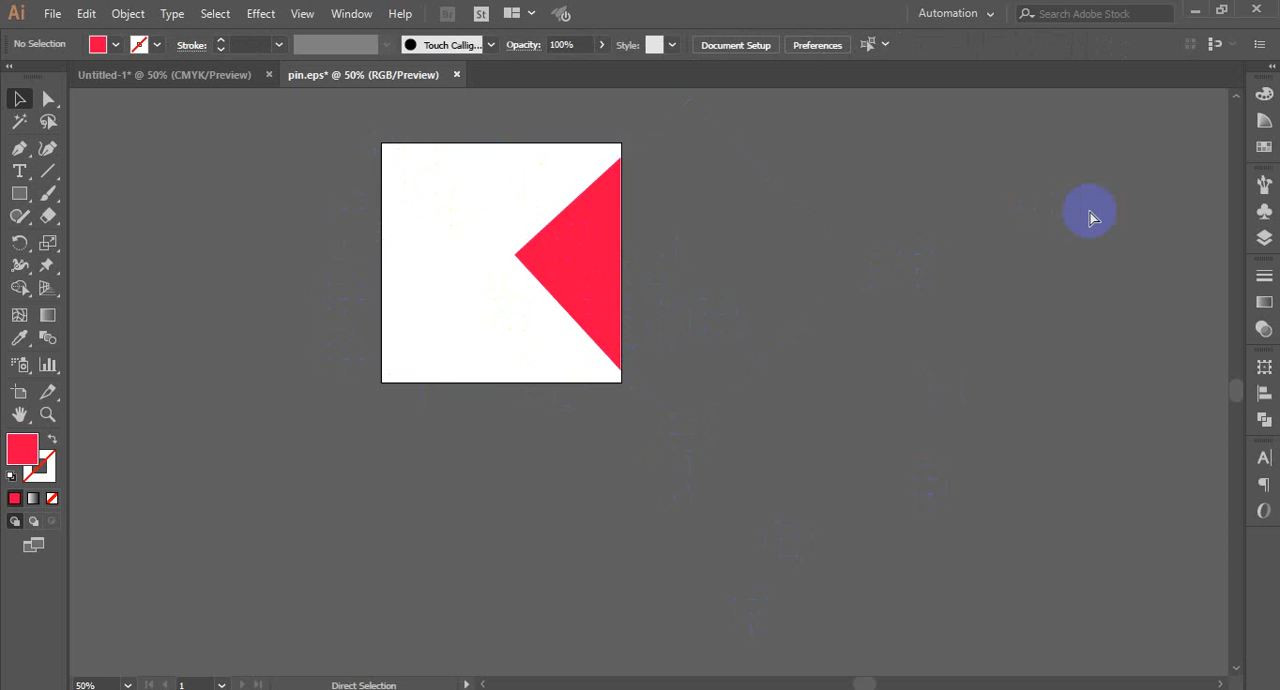 Ai File Edit Object Type Select Effect View Window Help Br St Automation Search Adobe Stock
No Selection Stroke: Touch Callig... Opacity: 100% Style: Document Setup Preferences
Untitled-1* @ 50% (CMYK/Preview) × pin.eps* @ 50% (RGB/Preview) ×
50% 1 Direct Selection